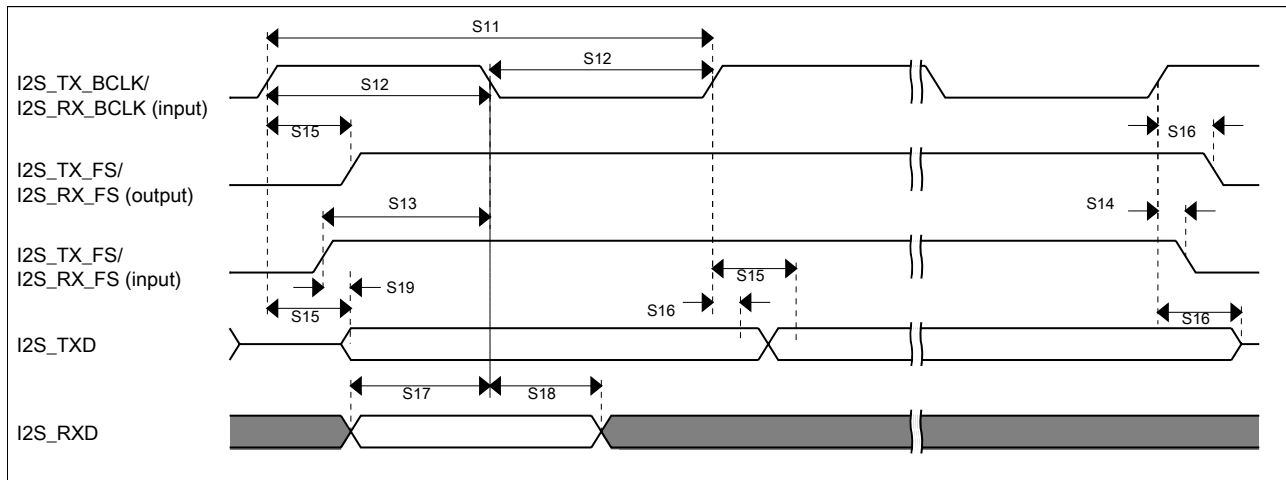 S11
S12
I2S_TX_BCLK/
I2S_RX_BCLK (input)
S12
S15
S16
I2S_TX_FS/
I2S_RX_FS (output)
S13
S14
I2S_TX_FS/
I2S_RX_FS (input)
S15
S19
S15
S16
S16
I2S_TXD
S17
S18
I2S_RXD